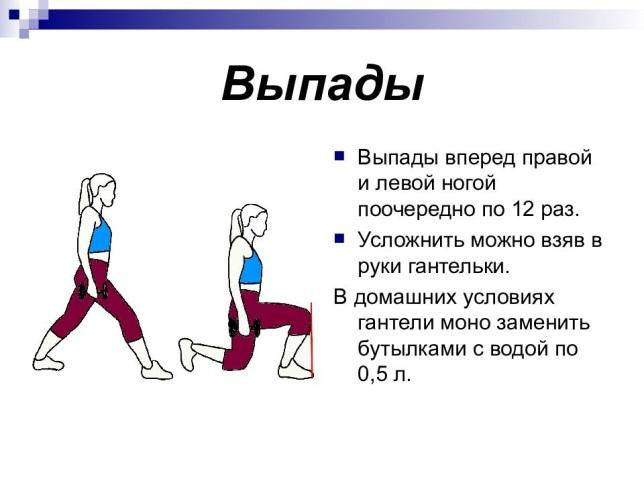 Выпады
Выпады вперед правой
и левой ногой
поочередно по 12 раз.
Усложнить можно взяв в
руки гантельки.
В домашних условиях
гантели моно заменить
бутылками с водой по
0,5 л.